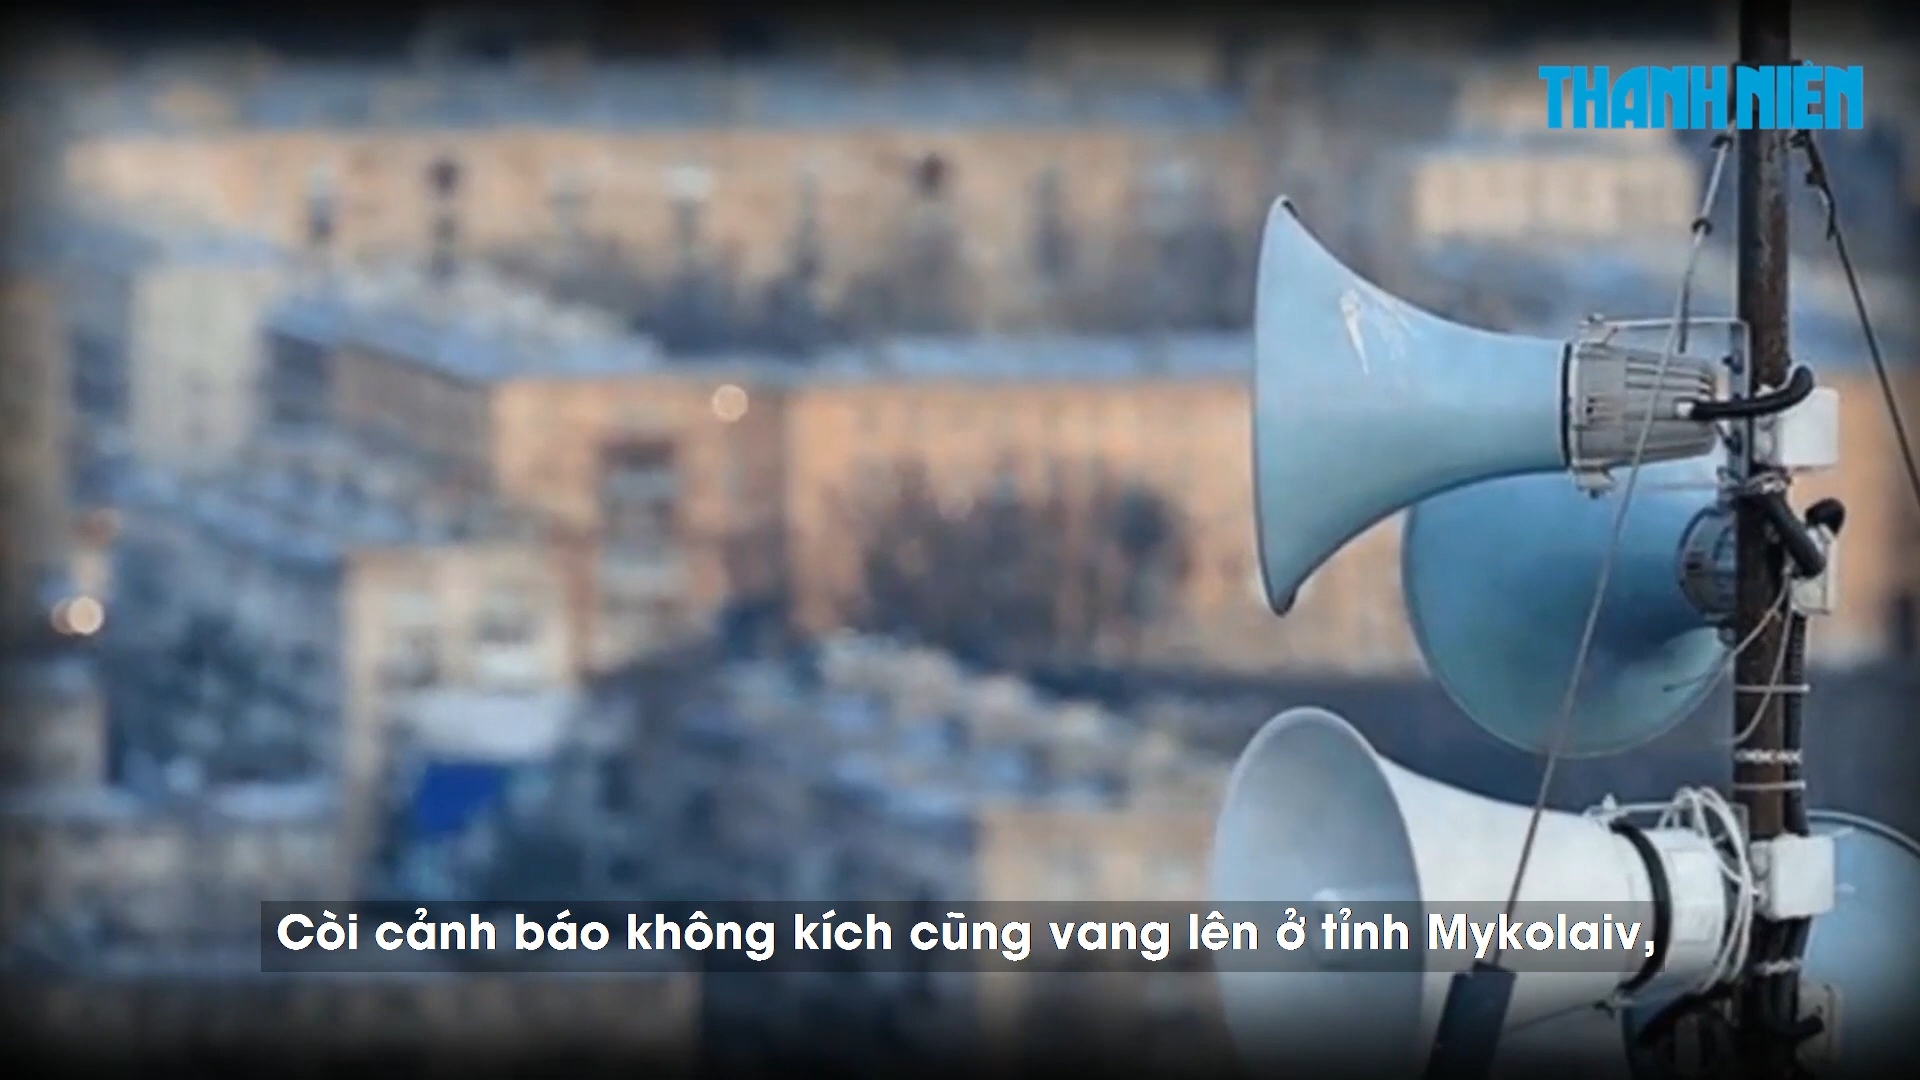 THANH NIÊN
Còi cảnh báo không kích cũng vang lên ở tỉnh Mykolaiv,